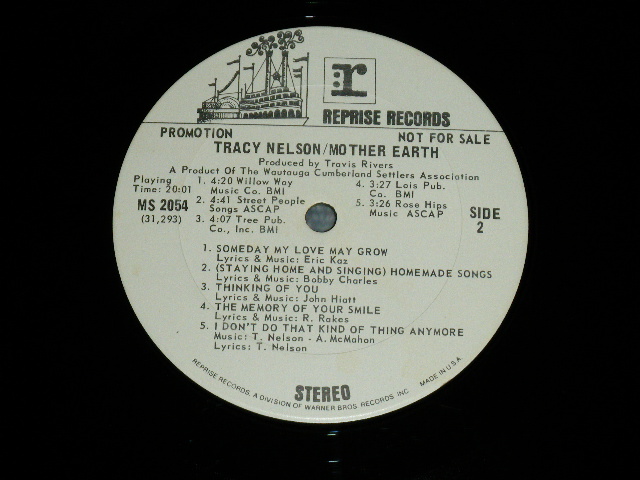 r
REPRISE RECORDS
PROMOTION NOT FOR SALE
TRACY NELSON/MOTHER EARTH
Produced by Travis Rivers
A Product Of The Wautauga Cumberland Settlers Association
Playing Time: 20:01
MS 2054
(31,293)
1. 4:20 Willow Way Music Co. BMI
2. 4:41 Street People Songs ASCAP
3. 4:07 Tree Pub. Co., Inc. BMI
4. 3:27 Lois Pub. Co. BMI
5. 3:26 Rose Hips Music ASCAP
SIDE 2
1. SOMEDAY MY LOVE MAY GROW
Lyrics & Music: Eric Kaz
2. (STAYING HOME AND SINGING) HOMEMADE SONGS
Lyrics & Music: Bobby Charles
3. THINKING OF YOU
Lyrics & Music: John Hiatt
4. THE MEMORY OF YOUR SMILE
Lyrics & Music: R. Rakes
5. I DON'T DO THAT KIND OF THING ANYMORE
Music: T. Nelson - A. McMahan
Lyrics: T. Nelson
STEREO
REPRISE RECORDS, A DIVISION OF WARNER BROS. RECORDS, INC. MADE IN U.S.A.